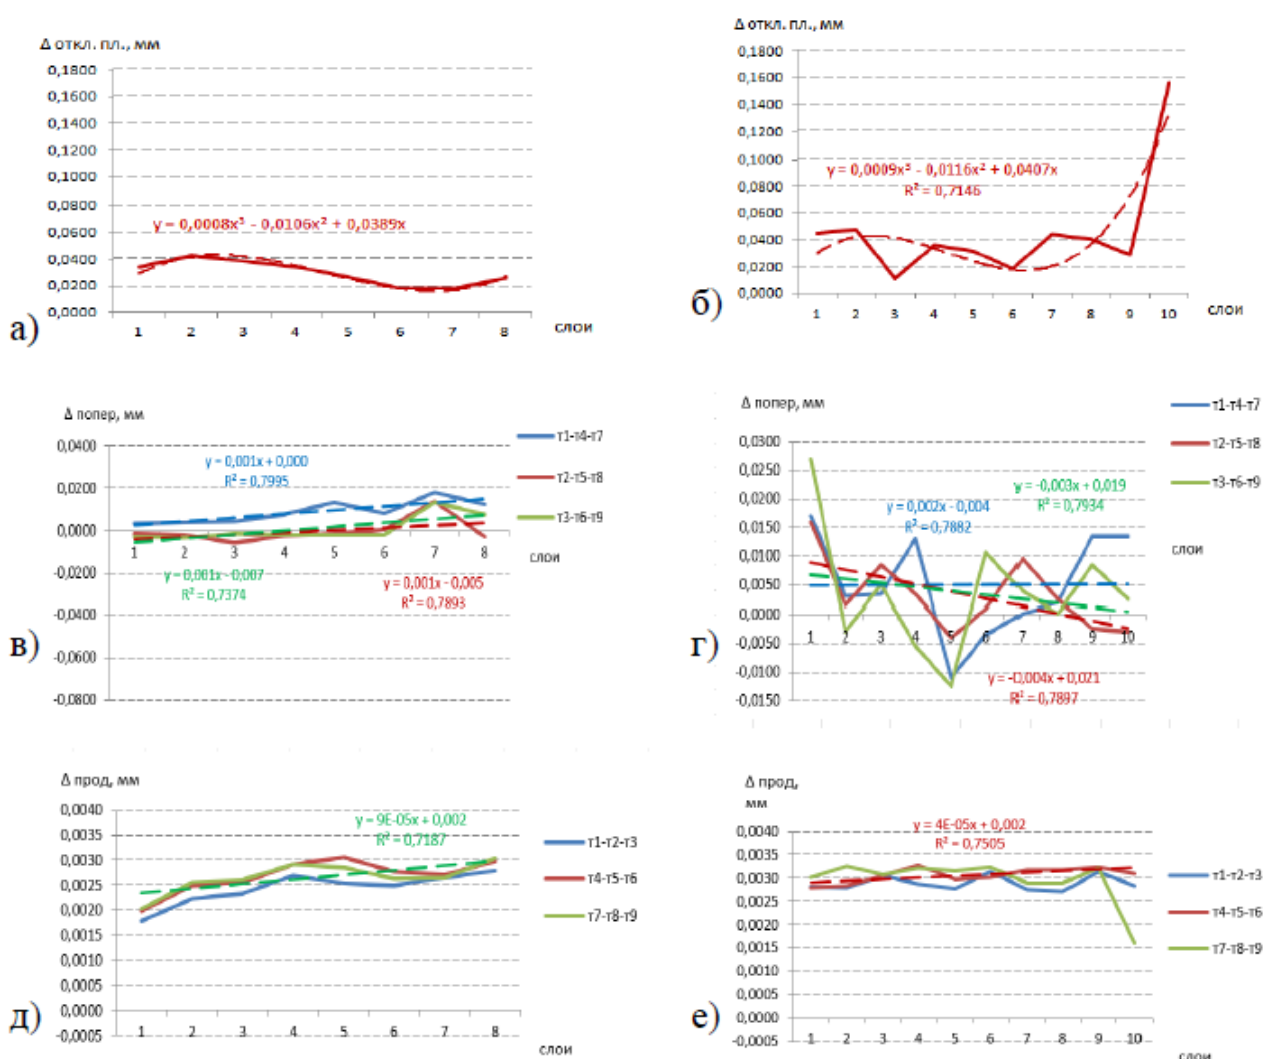 Δ откл. пл., мм
0,1800
0,1600
0,1400
0,1200
0,1000
0,0800
0,0600
0,0400
0,0200
0,0000
y = 0,0008x³ - 0,0106x² + 0,0389x
1 2 3 4 5 6 7 8
слои
а)
Δ откл. пл., мм
0,1800
0,1600
0,1400
0,1200
0,1000
0,0800
0,0600
0,0400
0,0200
0,0000
y = 0,0009x³ - 0,0116x² + 0,0407x
R² = 0,7146
1 2 3 4 5 6 7 8 9 10
слои
б)
Δ попер, мм
0,0400
0,0200
0,0000
-0,0200
-0,0400
-0,0600
-0,0800
y = 0,001x + 0,000
R² = 0,7995
y = 0,001x - 0,007
R² = 0,7374
y = 0,001x - 0,005
R² = 0,7893
1 2 3 4 5 6 7 8
слои
т1-т4-т7
т2-т5-т8
т3-т6-т9
в)
Δ попер, мм
0,0300
0,0250
0,0200
0,0150
0,0100
0,0050
0,0000
-0,0050
-0,0100
-0,0150
y = -0,003x + 0,019
R² = 0,7934
y = 0,002x - 0,004
R² = 0,7882
y = -0,004x + 0,021
R² = 0,7897
1 2 3 4 5 6 7 8 9 10
т1-т4-т7
т2-т5-т8
т3-т6-т9
слои
г)
Δ прод, мм
0,0040
0,0035
0,0030
0,0025
0,0020
0,0015
0,0010
0,0005
0,0000
-0,0005
y = 9E-05x + 0,002
R² = 0,7187
1 2 3 4 5 6 7 8
слои
т1-т2-т3
т4-т5-т6
т7-т8-т9
д)
Δ прод,
мм
0,0040
0,0035
0,0030
0,0025
0,0020
0,0015
0,0010
0,0005
0,0000
-0,0005
y = 4E-05x + 0,002
R² = 0,7505
1 2 3 4 5 6 7 8 9 10
слои
т1-т2-т3
т4-т5-т6
т7-т8-т9
е)